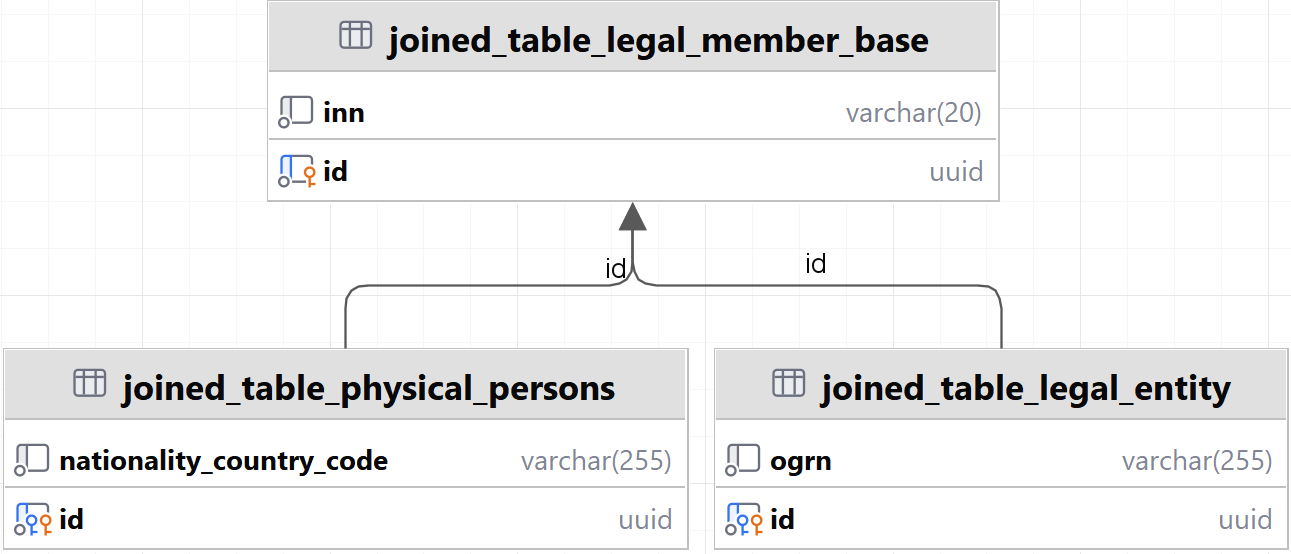 joined_table_legal_member_base
inn varchar(20)
id uuid
id id
joined_table_physical_persons
nationality_country_code varchar(255)
id uuid
joined_table_legal_entity
ogrn varchar(255)
id uuid